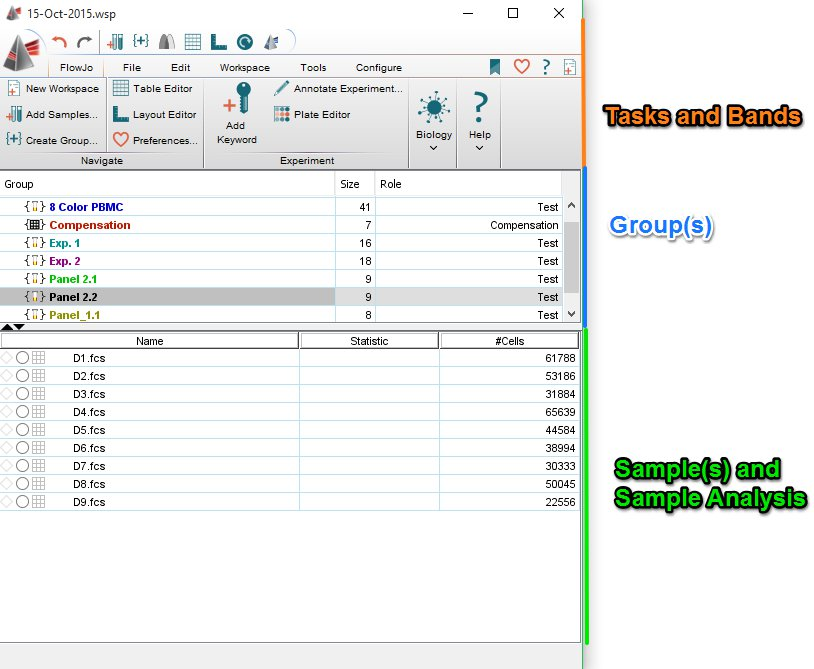 15-Oct-2015.wsp
FlowJo File Edit Workspace Tools Configure
New Workspace Table Editor Annotate Experiment...
Add Samples... Layout Editor Add Keyword Plate Editor Biology Help
Create Group... Preferences...
Navigate Experiment
Tasks and Bands
Group Size Role
8 Color PBMC 41 Test
Compensation 7 Compensation
Group(s)
Exp. 1 16 Test
Exp. 2 18 Test
Panel 2.1 9 Test
Panel 2.2 9 Test
Panel_1.1 8 Test
Name Statistic #Cells
D1.fcs 61788
D2.fcs 53186
D3.fcs 31884
D4.fcs 65639
D5.fcs 44584
D6.fcs 38994
D7.fcs 30333
D8.fcs 50045
D9.fcs 22556
Sample(s) and
Sample Analysis